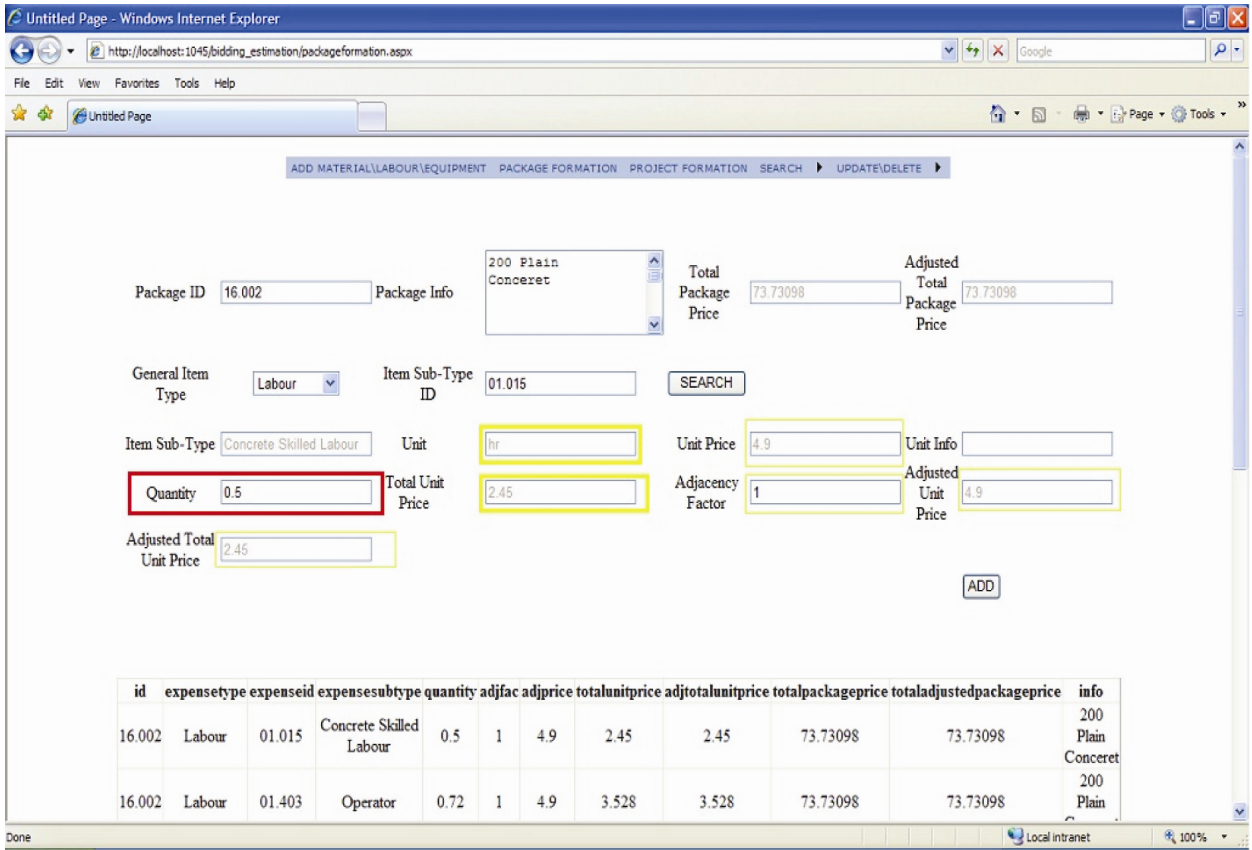 Untitled Page - Windows Internet Explorer
http://localhost:1045/bidding_estimation/packageformation.aspx
Google
File Edit View Favorites Tools Help
Untitled Page
Page
Tools
ADD MATERIAL\LABOUR\EQUIPMENT PACKAGE FORMATION PROJECT FORMATION SEARCH UPDATE\DELETE
Package ID
16.002
Package Info
200 Plain
Conceret
Total
Package
Price
73.73098
Adjusted
Total
Package
Price
73.73098
General Item
Type
Labour
Item Sub-Type
ID
01.015
SEARCH
Item Sub-Type
Concrete Skilled Labour
Unit
hr
Unit Price
4.9
Unit Info
Quantity
0.5
Total Unit
Price
2.45
Adjacency
Factor
1
Adjusted
Unit
Price
4.9
Adjusted Total
Unit Price
2.45
ADD
id expensetype expenseid expensesubtype quantity adjfac adjprice totalunitprice adjtotalunitprice totalpackageprice totaladjustedpackageprice info
16.002 Labour 01.015 Concrete Skilled Labour 0.5 1 4.9 2.45 2.45 73.73098 73.73098 200 Plain Conceret
16.002 Labour 01.403 Operator 0.72 1 4.9 3.528 3.528 73.73098 73.73098 200 Plain
Done
Local intranet
100%